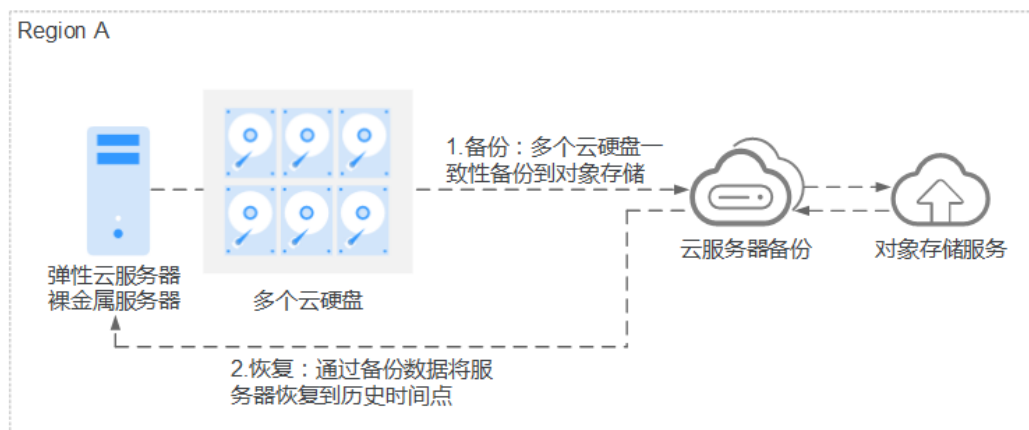 Region A
1.备份：多个云硬盘一
致性备份到对象存储
弹性云服务器
裸金属服务器
多个云硬盘
云服务器备份
对象存储服务
2.恢复：通过备份数据将服
务器恢复到历史时间点